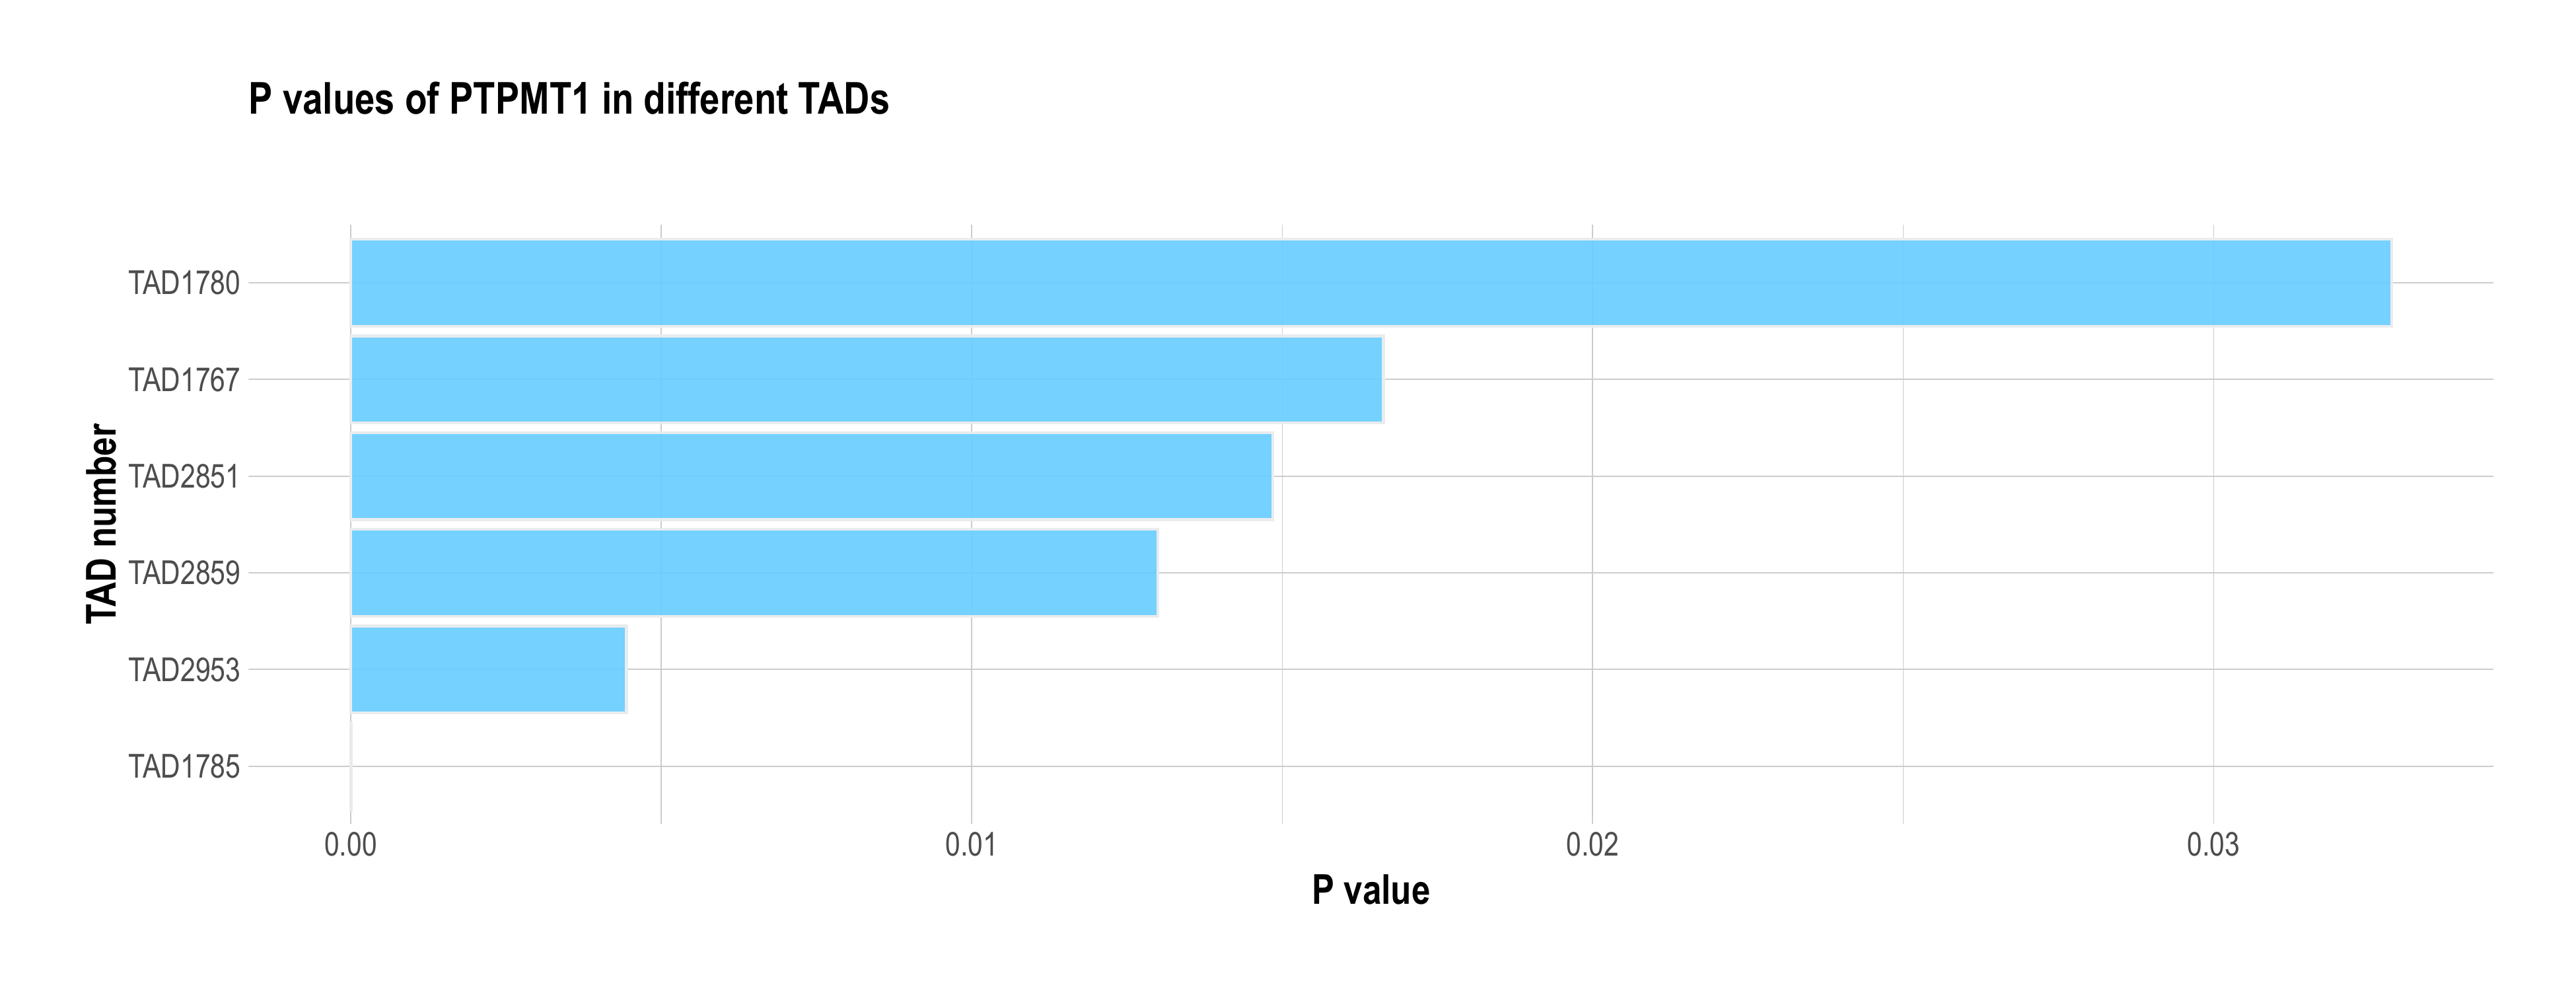 P values of PTPMT1 in different TADs
TAD number
TAD1780
TAD1767
TAD2851
TAD2859
TAD2953
TAD1785
0.00 0.01 0.02 0.03
P value